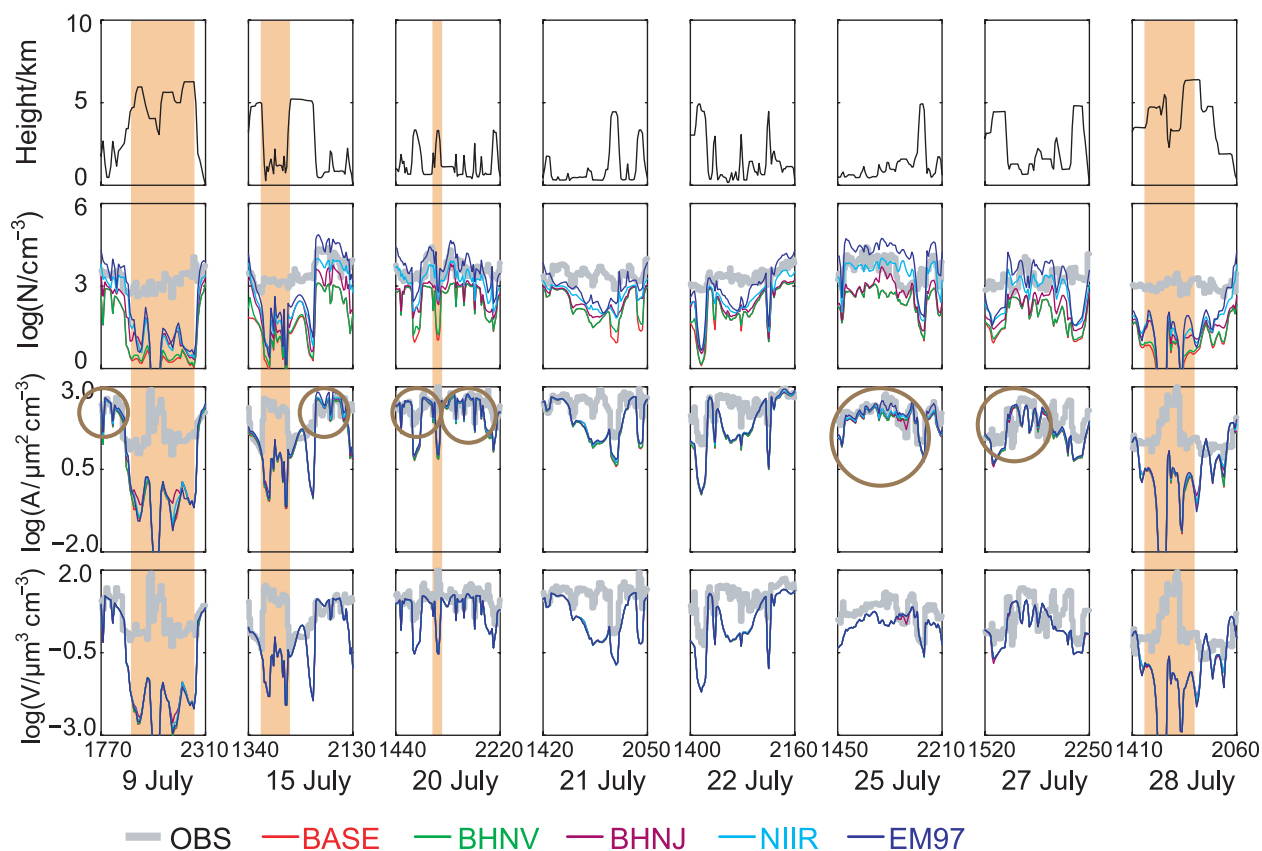 Height/km
10
5
0
log(N/cm⁻³)
6
3
0
log(A/μm² cm⁻³)
3.0
0.5
−2.0
log(V/μm³ cm⁻³)
2.0
−0.5
−3.0
1770 2310 1340 2130 1440 2220 1420 2050 1400 2160 1450 2210 1520 2250 1410 2060
9 July 15 July 20 July 21 July 22 July 25 July 27 July 28 July
OBS BASE BHNV BHNJ NIIR EM97